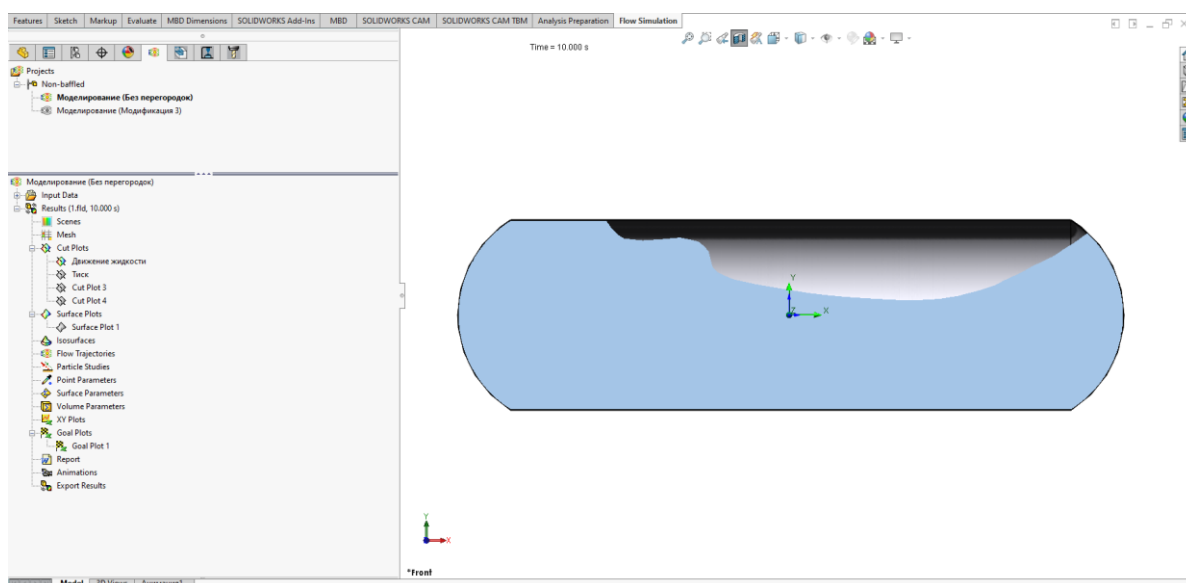 Features Sketch Markup Evaluate MBD Dimensions SOLIDWORKS Add-Ins MBD SOLIDWORKS CAM SOLIDWORKS CAM TBM Analysis Preparation Flow Simulation
Time = 10.000 s
Projects
Non-baffled
Моделирование (Без перегородок)
Моделирование (Модификация 3)
Моделирование (Без перегородок)
Input Data
Results (1.fld, 10.000 s)
Scenes
Mesh
Cut Plots
Движение жидкости
Тиск
Cut Plot 3
Cut Plot 4
Surface Plots
Surface Plot 1
Isosurfaces
Flow Trajectories
Particle Studies
Point Parameters
Surface Parameters
Volume Parameters
XY Plots
Goal Plots
Goal Plot 1
Report
Animations
Export Results
Y
Z X
Y
X
*Front
Model 3D Views